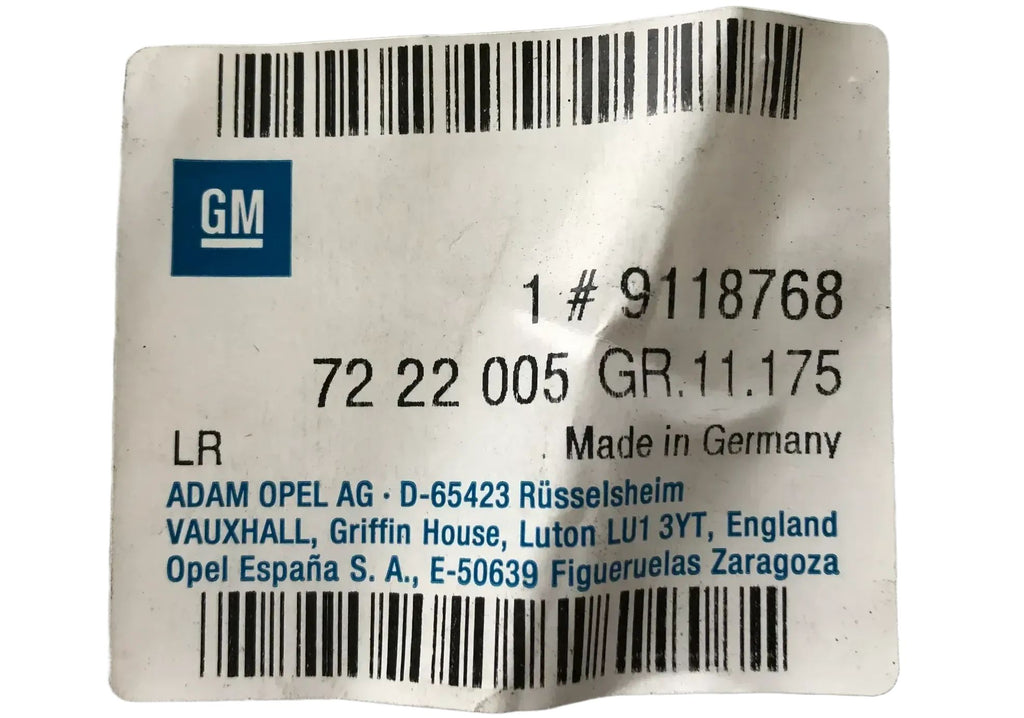 GM
1 # 9118768
72 22 005 GR.11.175
LR . Made in Germany
ADAM OPEL AG · D-65423 Rüsselsheim
VAUXHALL, Griffin House, Luton LU1 3YT, England
Opel España S. A., E-50639 Figueruelas Zaragoza